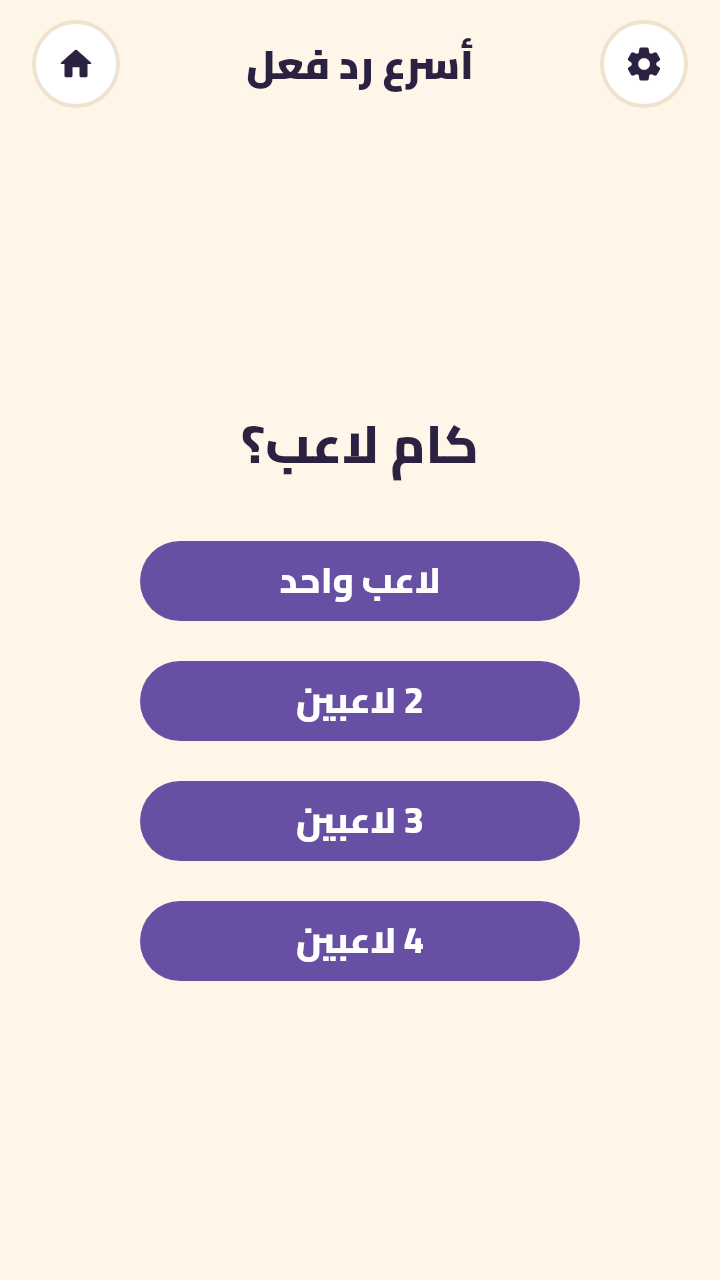 أسرع رد فعل
كام لاعب؟
لاعب واحد
2 لاعبين
3 لاعبين
4 لاعبين